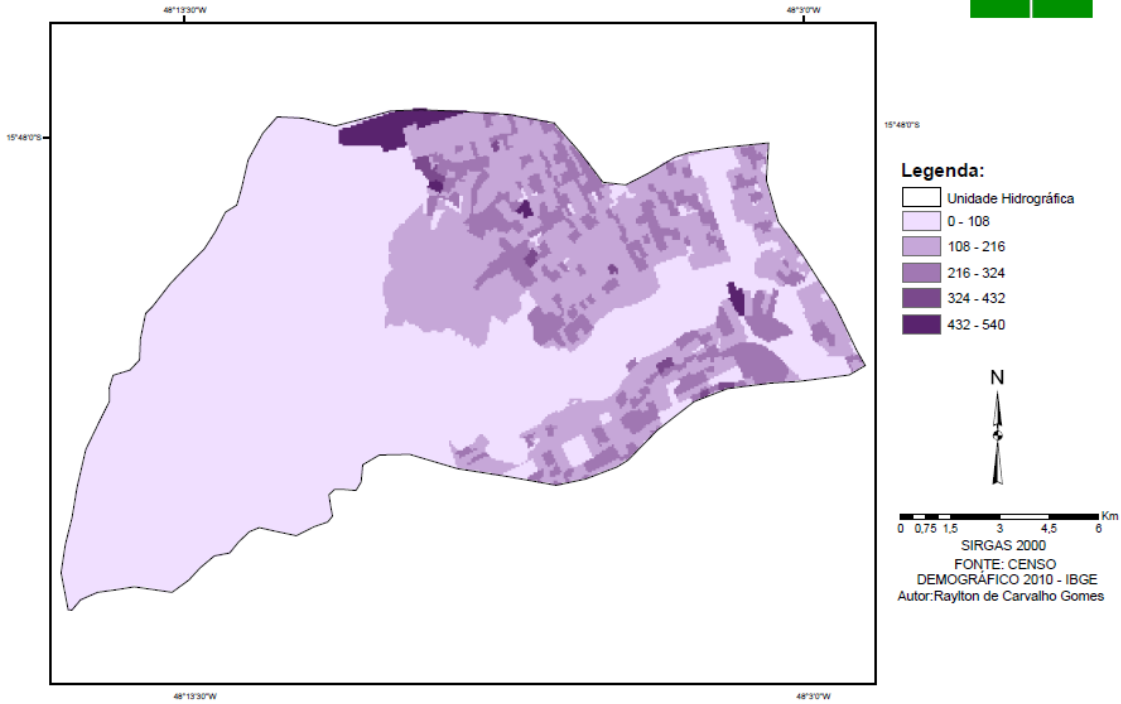 48°13'30"W
48°3'0"W
15°48'0"S
15°48'0"S
Legenda:
Unidade Hidrográfica
0 - 108
108 - 216
216 - 324
324 - 432
432 - 540
N
Km
0 0,75 1,5 3 4,5 6
SIRGAS 2000
FONTE: CENSO
DEMOGRÁFICO 2010 - IBGE
Autor:Raylton de Carvalho Gomes
48°13'30"W
48°3'0"W